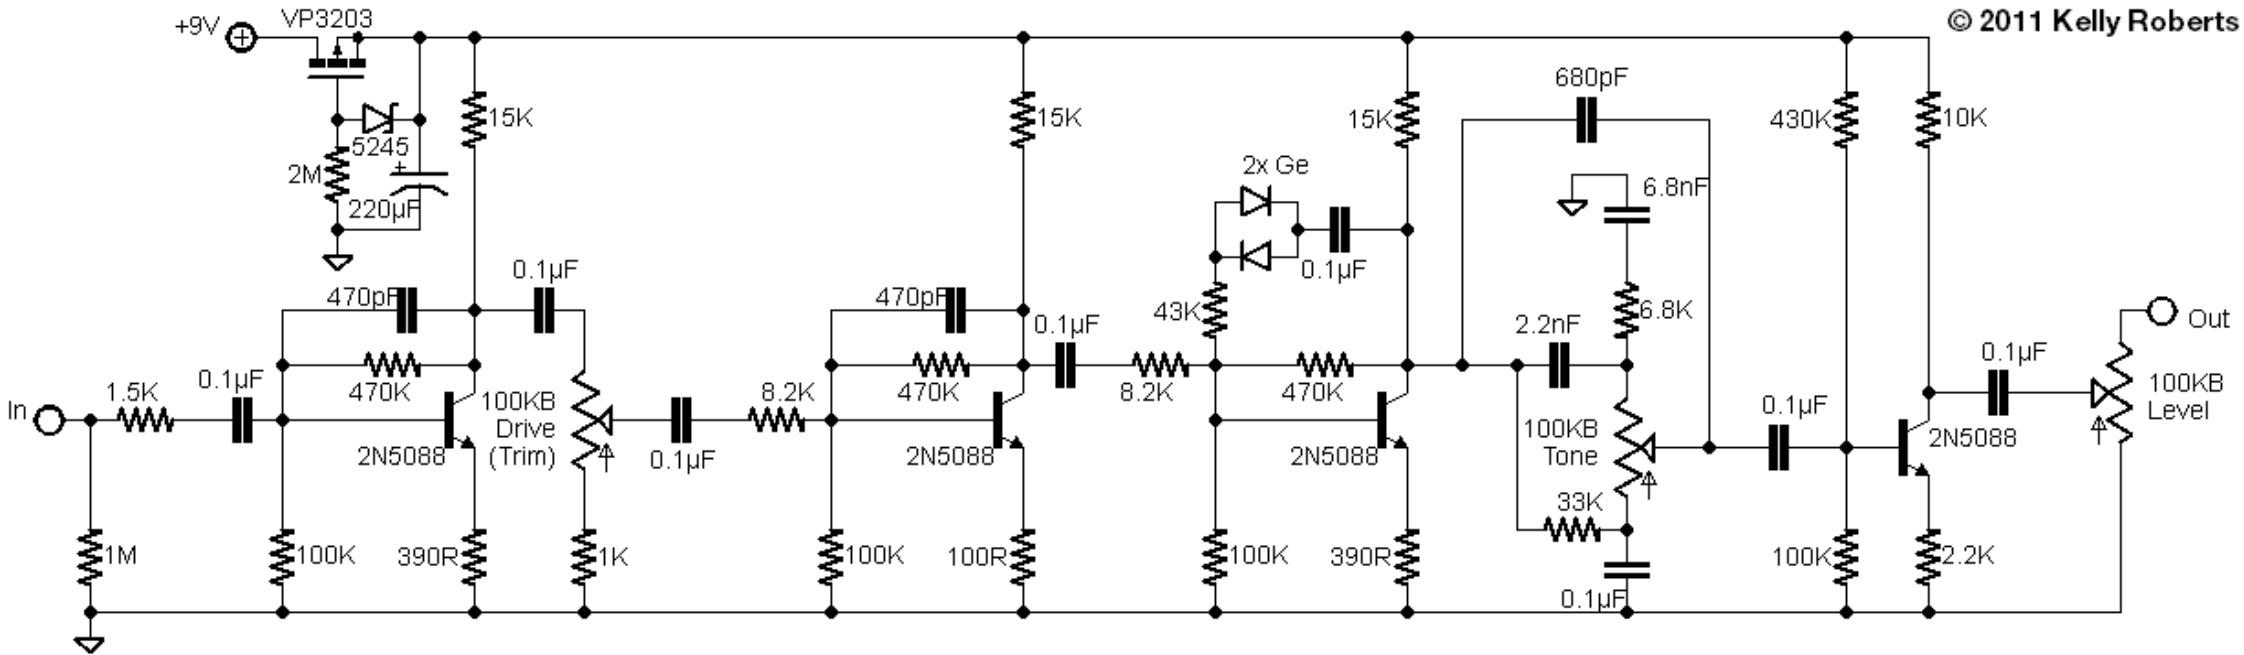 © 2011 Kelly Roberts
+9V
VP3203
5245
2M
220µF
15K
15K
15K
680pF
430K
10K
2x Ge
6.8nF
0.1µF
470pF
0.1µF
470pF
0.1µF
43K
2.2nF
6.8K
Out
In
1.5K
0.1µF
470K
2N5088
100KB
Drive
(Trim)
0.1µF
8.2K
470K
2N5088
8.2K
470K
2N5088
100KB
Tone
33K
0.1µF
2N5088
0.1µF
100KB
Level
1M
100K
390R
1K
100K
100R
100K
390R
0.1µF
100K
2.2K